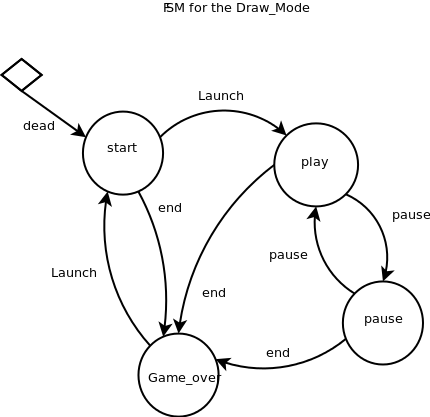 FSM for the Draw_Mode
Launch
dead
start
play
end
pause
pause
Launch
end
pause
end
Game_over